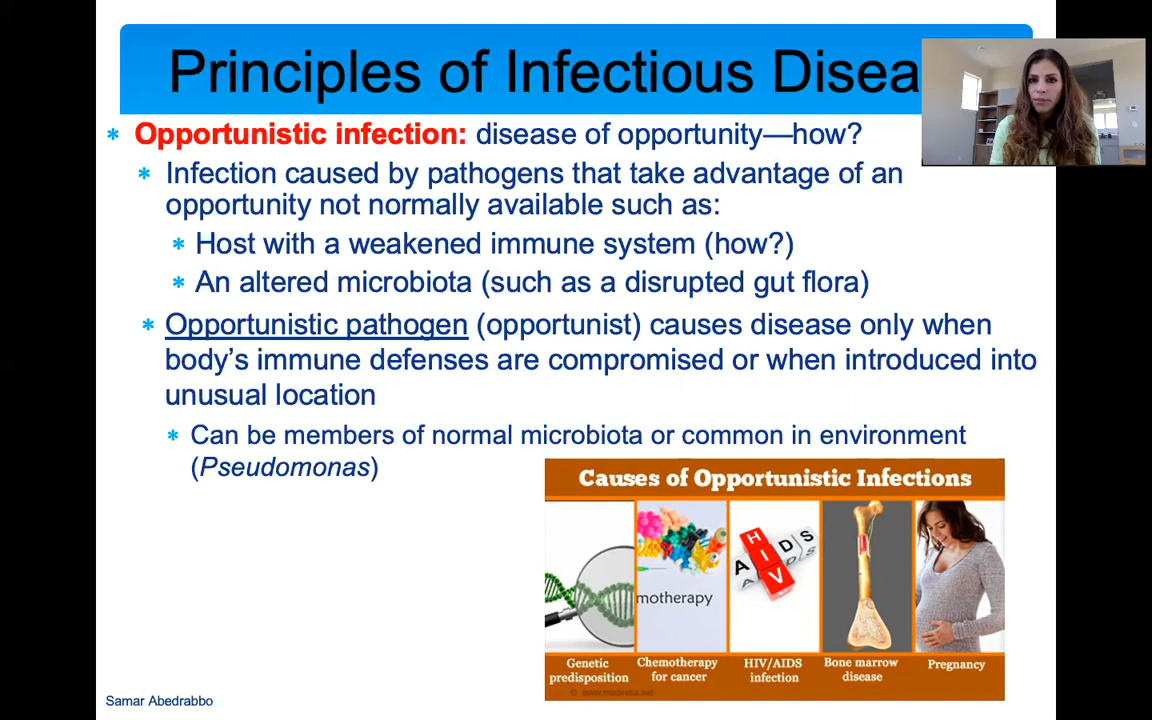 Principles of Infectious Disea
* Opportunistic infection: disease of opportunity—how?
* Infection caused by pathogens that take advantage of an
opportunity not normally available such as:
* Host with a weakened immune system (how?)
* An altered microbiota (such as a disrupted gut flora)
* Opportunistic pathogen (opportunist) causes disease only when
body's immune defenses are compromised or when introduced into
unusual location
* Can be members of normal microbiota or common in environment
(Pseudomonas)
Causes of Opportunistic Infections
motherapy
HIV
AIDS
Genetic
predisposition
Chemotherapy
for cancer
HIV/AIDS
infection
Bone marrow
disease
Pregnancy
© www.medindia.net
Samar Abedrabbo